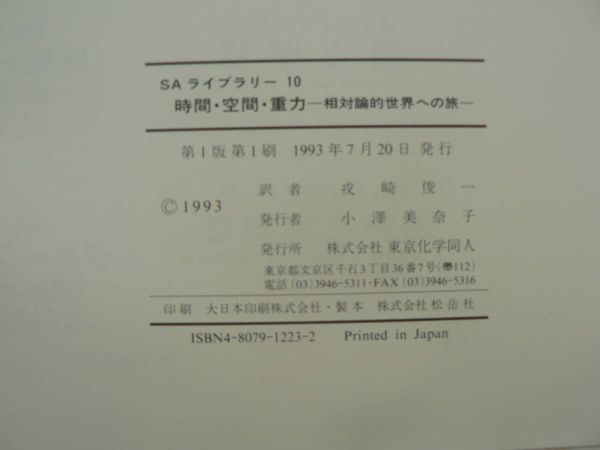 SAライブラリー 10
時間・空間・重力―相対論的世界への旅―
第1版第1刷 1993年7月20日 発行
©1993
訳者 戎崎俊一
発行者 小澤美奈子
発行所 株式会社 東京化学同人
東京都文京区千石3丁目36番7号(〠112)
電話 (03)3946-5311・FAX (03)3946-5316
印刷 大日本印刷株式会社・製本 株式会社松岳社
ISBN4-8079-1223-2 Printed in Japan